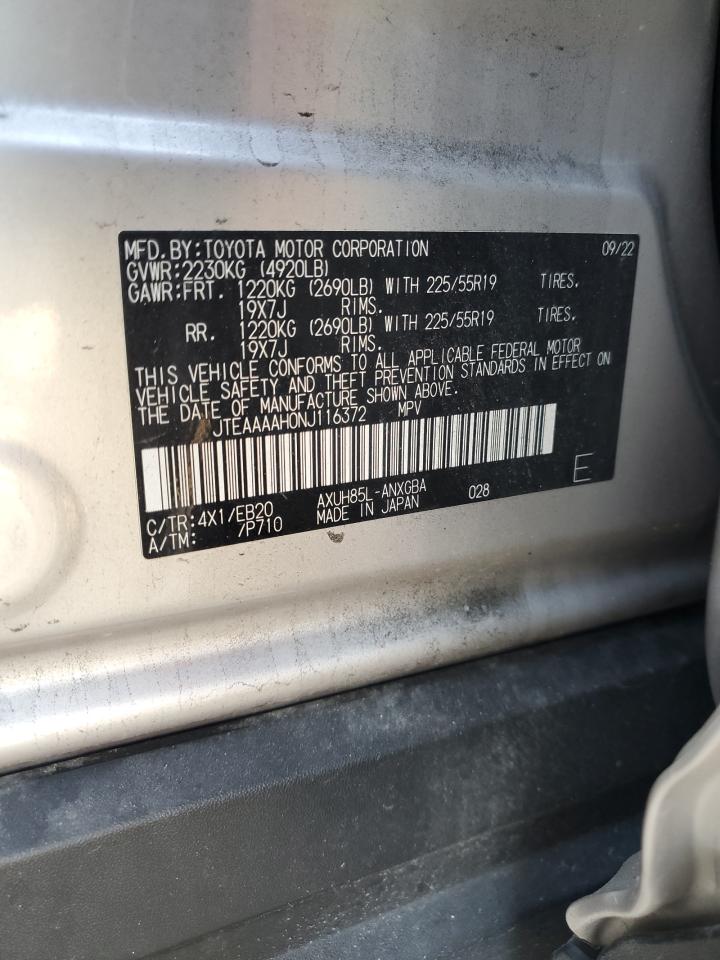 MFD.BY:TOYOTA MOTOR CORPORATION 09/22
GVWR:2230KG (4920LB)
GAWR:FRT. 1220KG (2690LB) WITH 225/55R19 TIRES.
19X7J RIMS.
RR. 1220KG (2690LB) WITH 225/55R19 TIRES.
19X7J RIMS.
THIS VEHICLE CONFORMS TO ALL APPLICABLE FEDERAL MOTOR
VEHICLE SAFETY AND THEFT PREVENTION STANDARDS IN EFFECT ON
THE DATE OF MANUFACTURE SHOWN ABOVE.
JTEAAAAH0NJ116372 MPV
C/TR:4X1/EB20 AXUH85L-ANXGBA 028 E
A/TM: /P710 MADE IN JAPAN